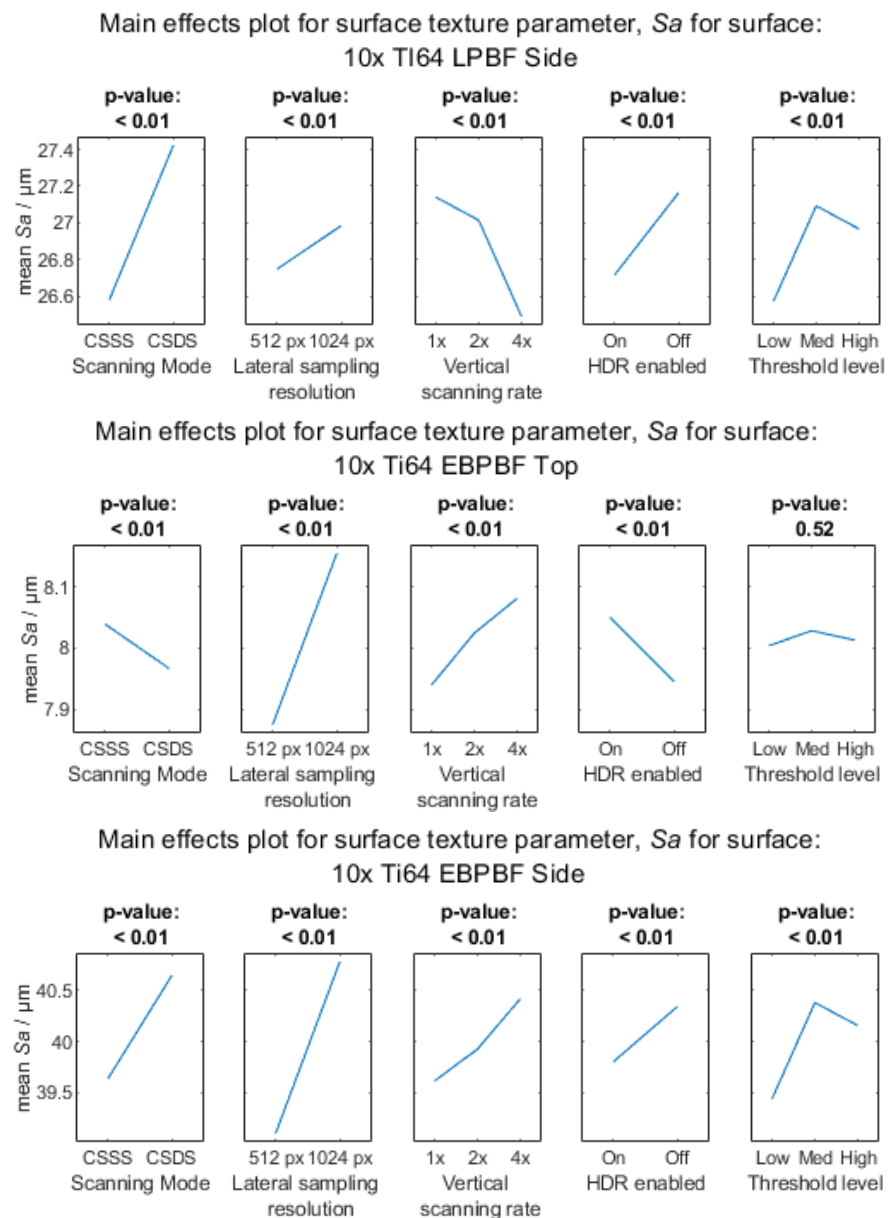 Main effects plot for surface texture parameter, Sa for surface:
10x TI64 LPBF Side
p-value: p-value: p-value: p-value: p-value:
< 0.01 < 0.01 < 0.01 < 0.01 < 0.01
27.4
27.2
27
26.8
26.6
mean Sa / μm
CSSS CSDS 512 px 1024 px 1x 2x 4x On Off Low Med High
Scanning Mode Lateral sampling Vertical HDR enabled Threshold level
resolution scanning rate
Main effects plot for surface texture parameter, Sa for surface:
10x Ti64 EBPBF Top
p-value: p-value: p-value: p-value: p-value:
< 0.01 < 0.01 < 0.01 < 0.01 0.52
8.1
8
7.9
mean Sa / μm
CSSS CSDS 512 px 1024 px 1x 2x 4x On Off Low Med High
Scanning Mode Lateral sampling Vertical HDR enabled Threshold level
resolution scanning rate
Main effects plot for surface texture parameter, Sa for surface:
10x Ti64 EBPBF Side
p-value: p-value: p-value: p-value: p-value:
< 0.01 < 0.01 < 0.01 < 0.01 < 0.01
40.5
40
39.5
mean Sa / μm
CSSS CSDS 512 px 1024 px 1x 2x 4x On Off Low Med High
Scanning Mode Lateral sampling Vertical HDR enabled Threshold level
resolution scanning rate